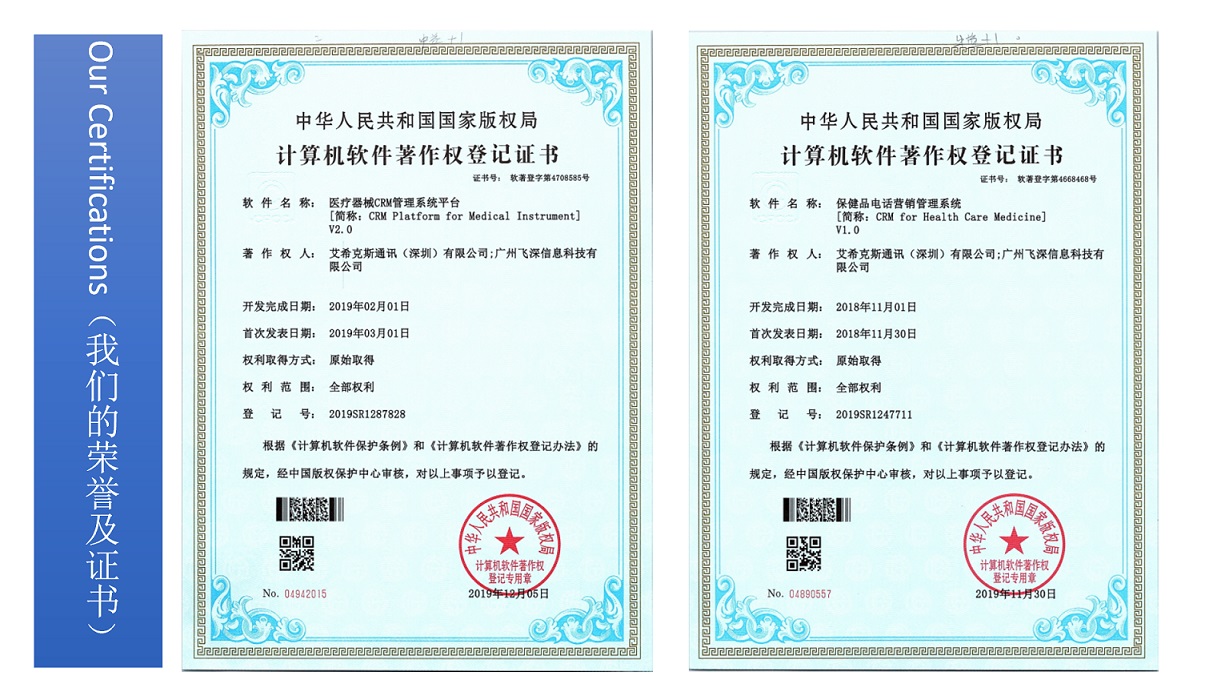 Our Certifications（我们的荣誉及证书）
中华人民共和国国家版权局
计算机软件著作权登记证书
证书号： 软著登字第4708585号
软 件 名 称： 医疗器械CRM管理系统平台
[简称：CRM Platform for Medical Instrument]
V2.0
著 作 权 人： 艾希克斯通讯（深圳）有限公司;广州飞深信息科技有
限公司
开发完成日期： 2019年02月01日
首次发表日期： 2019年03月01日
权利取得方式： 原始取得
权 利 范 围： 全部权利
登 记 号： 2019SR1287828
根据《计算机软件保护条例》和《计算机软件著作权登记办法》的
规定，经中国版权保护中心审核，对以上事项予以登记。
中华人民共和国国家版权局
计算机软件著作权
登记专用章
No. 04942015
2019年12月05日
中华人民共和国国家版权局
计算机软件著作权登记证书
证书号： 软著登字第4668468号
软 件 名 称： 保健品电话营销管理系统
[简称：CRM for Health Care Medicine]
V1.0
著 作 权 人： 艾希克斯通讯（深圳）有限公司;广州飞深信息科技有
限公司
开发完成日期： 2018年11月01日
首次发表日期： 2018年11月30日
权利取得方式： 原始取得
权 利 范 围： 全部权利
登 记 号： 2019SR1247711
根据《计算机软件保护条例》和《计算机软件著作权登记办法》的
规定，经中国版权保护中心审核，对以上事项予以登记。
中华人民共和国国家版权局
计算机软件著作权
登记专用章
No. 04890557
2019年11月30日